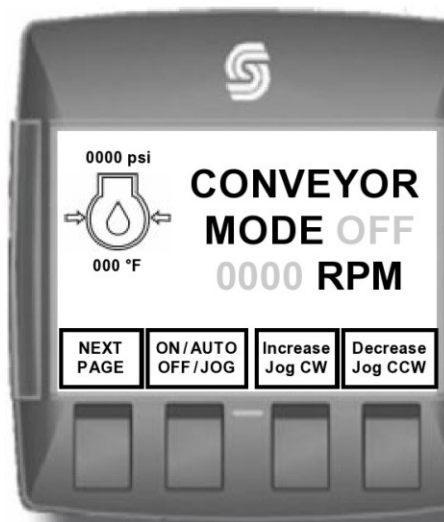 0000 psi
000 °F
CONVEYOR
MODE OFF
0000 RPM
NEXT
PAGE
ON/AUTO
OFF/JOG
Increase
Jog CW
Decrease
Jog CCW